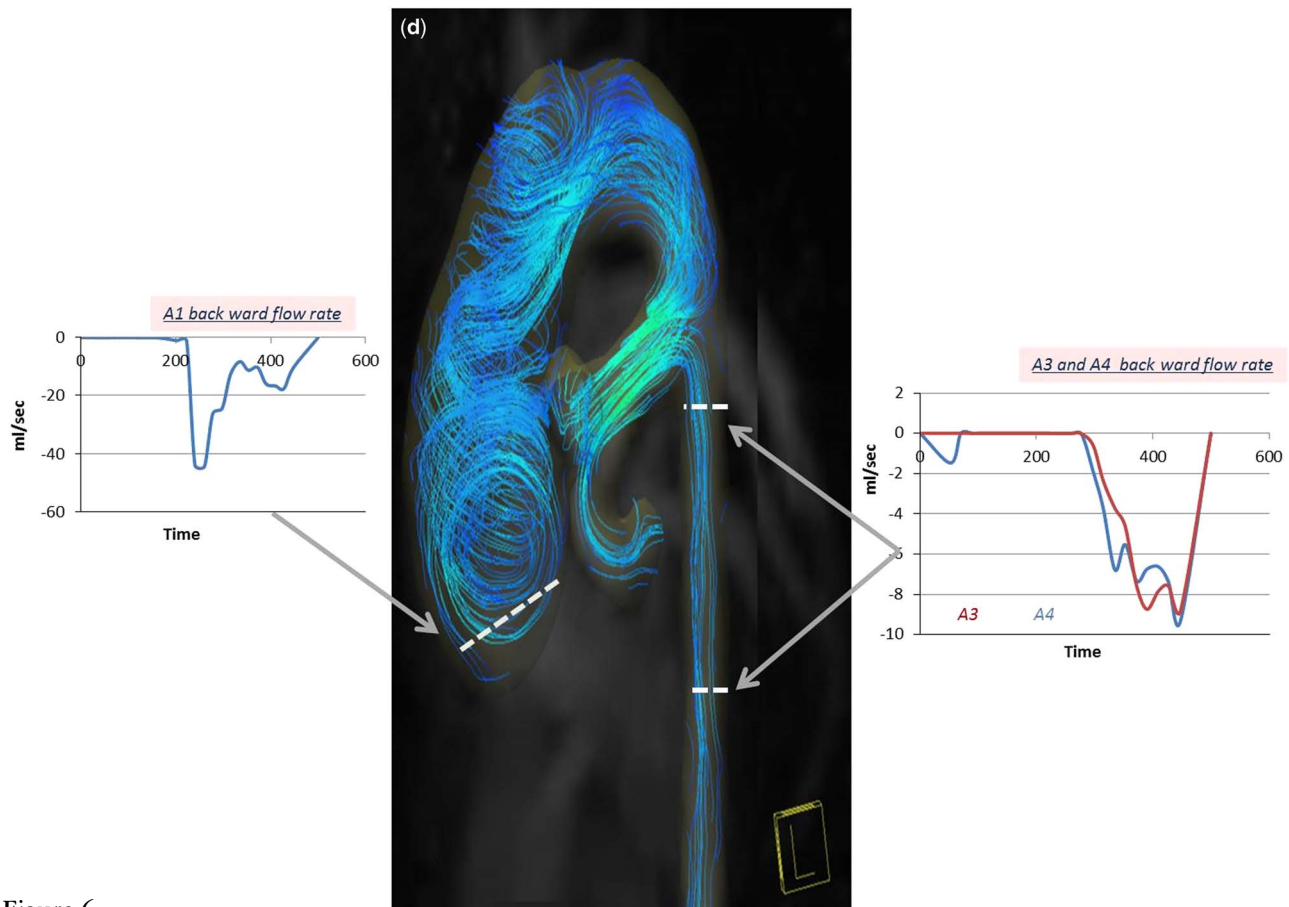 (d)
A1 back ward flow rate
0
0 200 400 600
-20
-40
-60
ml/sec
Time
A3 and A4 back ward flow rate
2
0
0 200 400 600
-2
-4
-6
-8
-10
ml/sec
A3 A4
Time
L
Figure 6